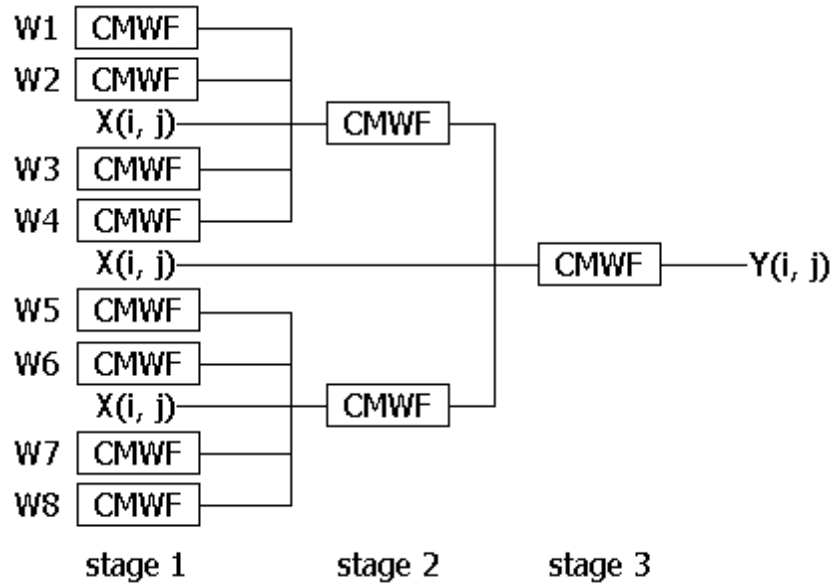 W1 CMWF
W2 CMWF
X(i, j)
CMWF
W3 CMWF
W4 CMWF
X(i, j)
CMWF
Y(i, j)
W5 CMWF
W6 CMWF
X(i, j)
CMWF
W7 CMWF
W8 CMWF
stage 1 stage 2 stage 3